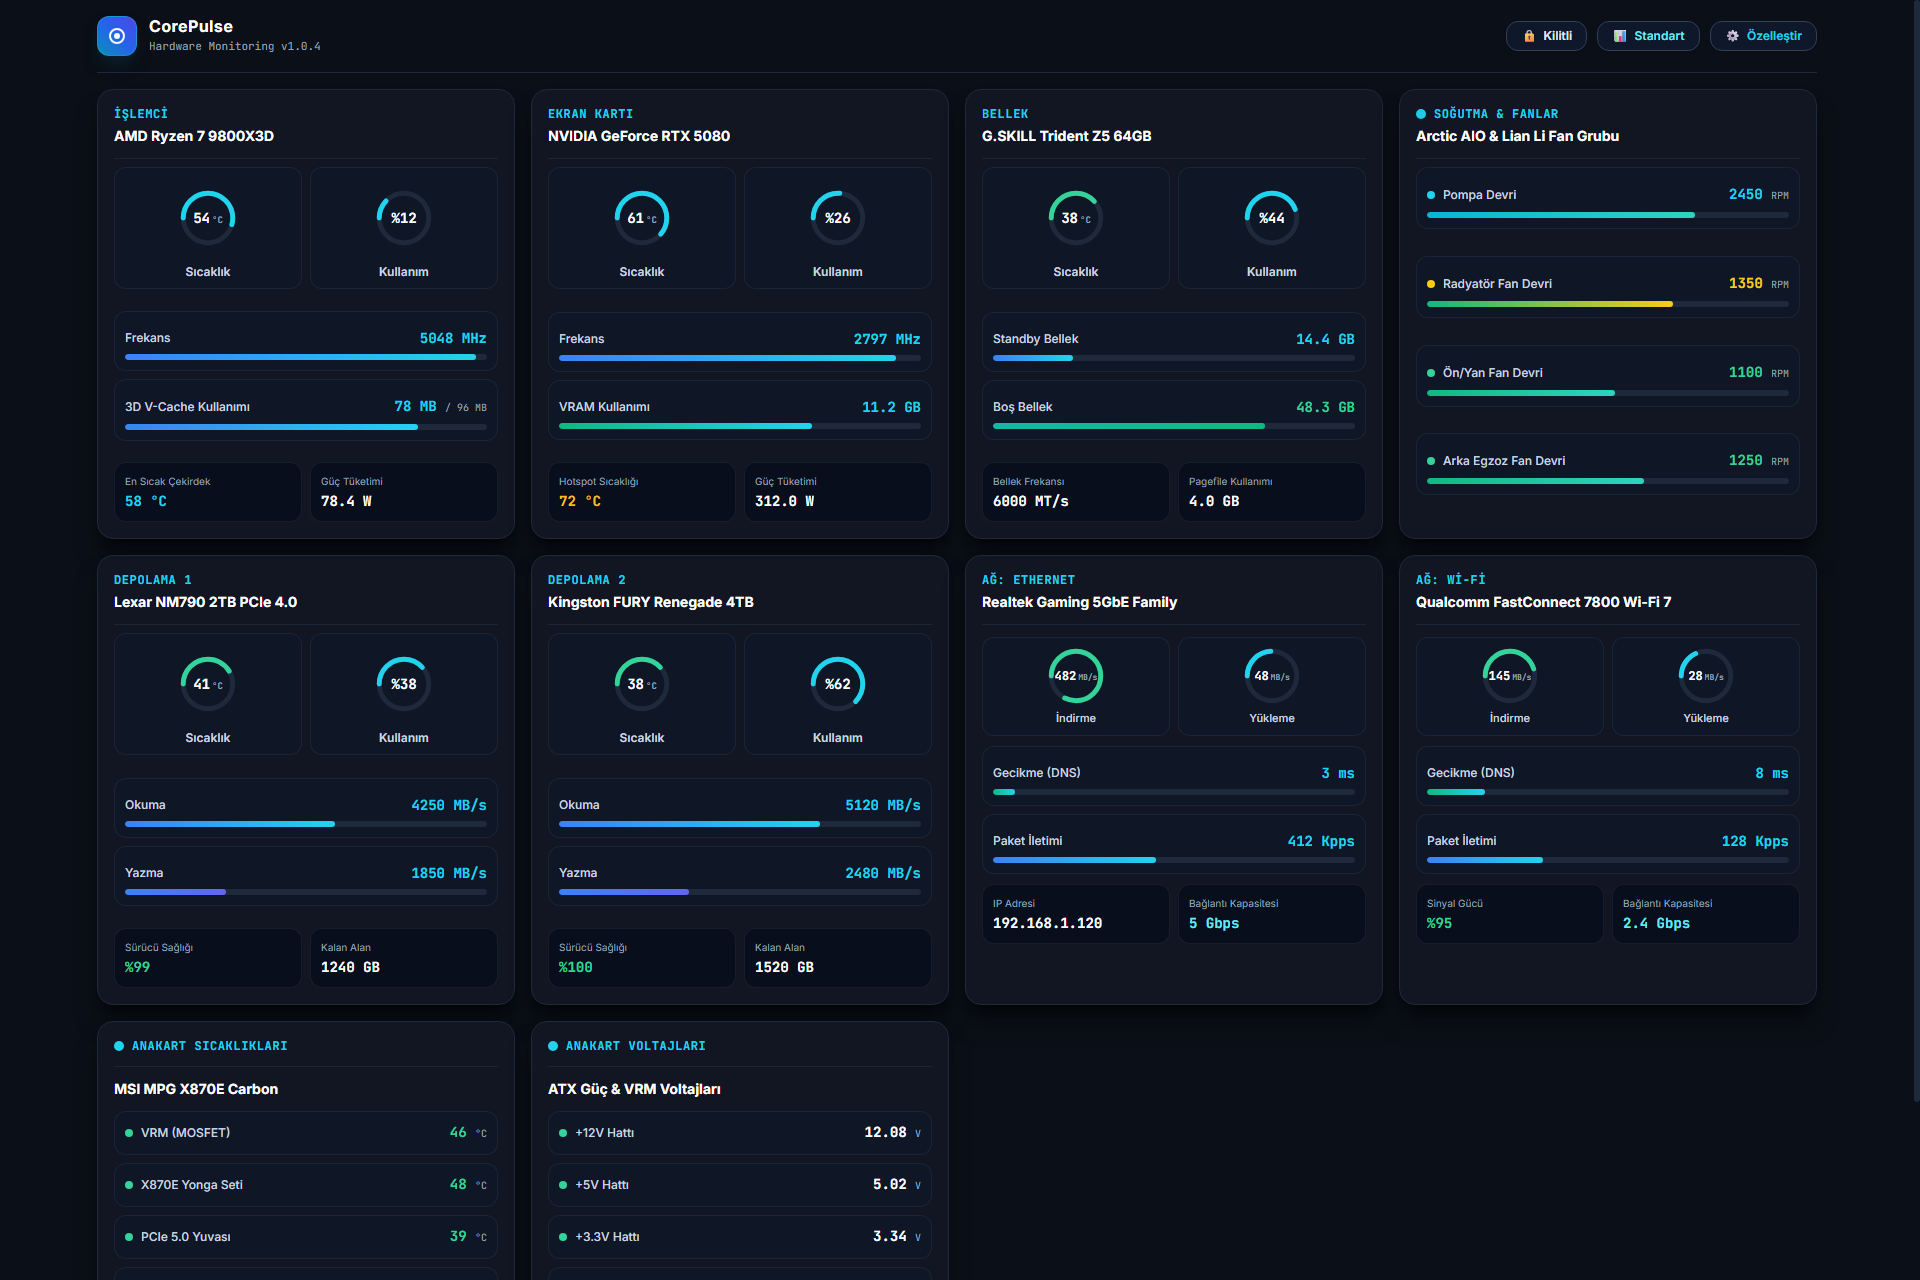 CorePulse
Hardware Monitoring v1.0.4
🔒 Kilitli
📊 Standart
⚙️ Özelleştir
İŞLEMCİ
AMD Ryzen 7 9800X3D
54 °C
Sıcaklık
%12
Kullanım
Frekans
5048 MHz
3D V-Cache Kullanımı
78 MB / 96 MB
En Sıcak Çekirdek
58 °C
Güç Tüketimi
78.4 W
EKRAN KARTI
NVIDIA GeForce RTX 5080
61 °C
Sıcaklık
%26
Kullanım
Frekans
2797 MHz
VRAM Kullanımı
11.2 GB
Hotspot Sıcaklığı
72 °C
Güç Tüketimi
312.0 W
BELLEK
G.SKILL Trident Z5 64GB
38 °C
Sıcaklık
%44
Kullanım
Standby Bellek
14.4 GB
Boş Bellek
48.3 GB
Bellek Frekansı
6000 MT/s
Pagefile Kullanımı
4.0 GB
SOĞUTMA & FANLAR
Arctic AIO & Lian Li Fan Grubu
Pompa Devri
2450 RPM
Radyatör Fan Devri
1350 RPM
Ön/Yan Fan Devri
1100 RPM
Arka Egzoz Fan Devri
1250 RPM
DEPOLAMA 1
Lexar NM790 2TB PCIe 4.0
41 °C
Sıcaklık
%38
Kullanım
Okuma
4250 MB/s
Yazma
1850 MB/s
Sürücü Sağlığı
%99
Kalan Alan
1240 GB
DEPOLAMA 2
Kingston FURY Renegade 4TB
38 °C
Sıcaklık
%62
Kullanım
Okuma
5120 MB/s
Yazma
2480 MB/s
Sürücü Sağlığı
%100
Kalan Alan
1520 GB
AĞ: ETHERNET
Realtek Gaming 5GbE Family
482 MB/s
İndirme
48 MB/s
Yükleme
Gecikme (DNS)
3 ms
Paket İletimi
412 Kpps
IP Adresi
192.168.1.120
Bağlantı Kapasitesi
5 Gbps
AĞ: Wİ-Fİ
Qualcomm FastConnect 7800 Wi-Fi 7
145 MB/s
İndirme
28 MB/s
Yükleme
Gecikme (DNS)
8 ms
Paket İletimi
128 Kpps
Sinyal Gücü
%95
Bağlantı Kapasitesi
2.4 Gbps
ANAKART SICAKLIKLARI
MSI MPG X870E Carbon
VRM (MOSFET)
46 °C
X870E Yonga Seti
48 °C
PCIe 5.0 Yuvası
39 °C
ANAKART VOLTAJLARI
ATX Güç & VRM Voltajları
+12V Hattı
12.08 V
+5V Hattı
5.02 V
+3.3V Hattı
3.34 V